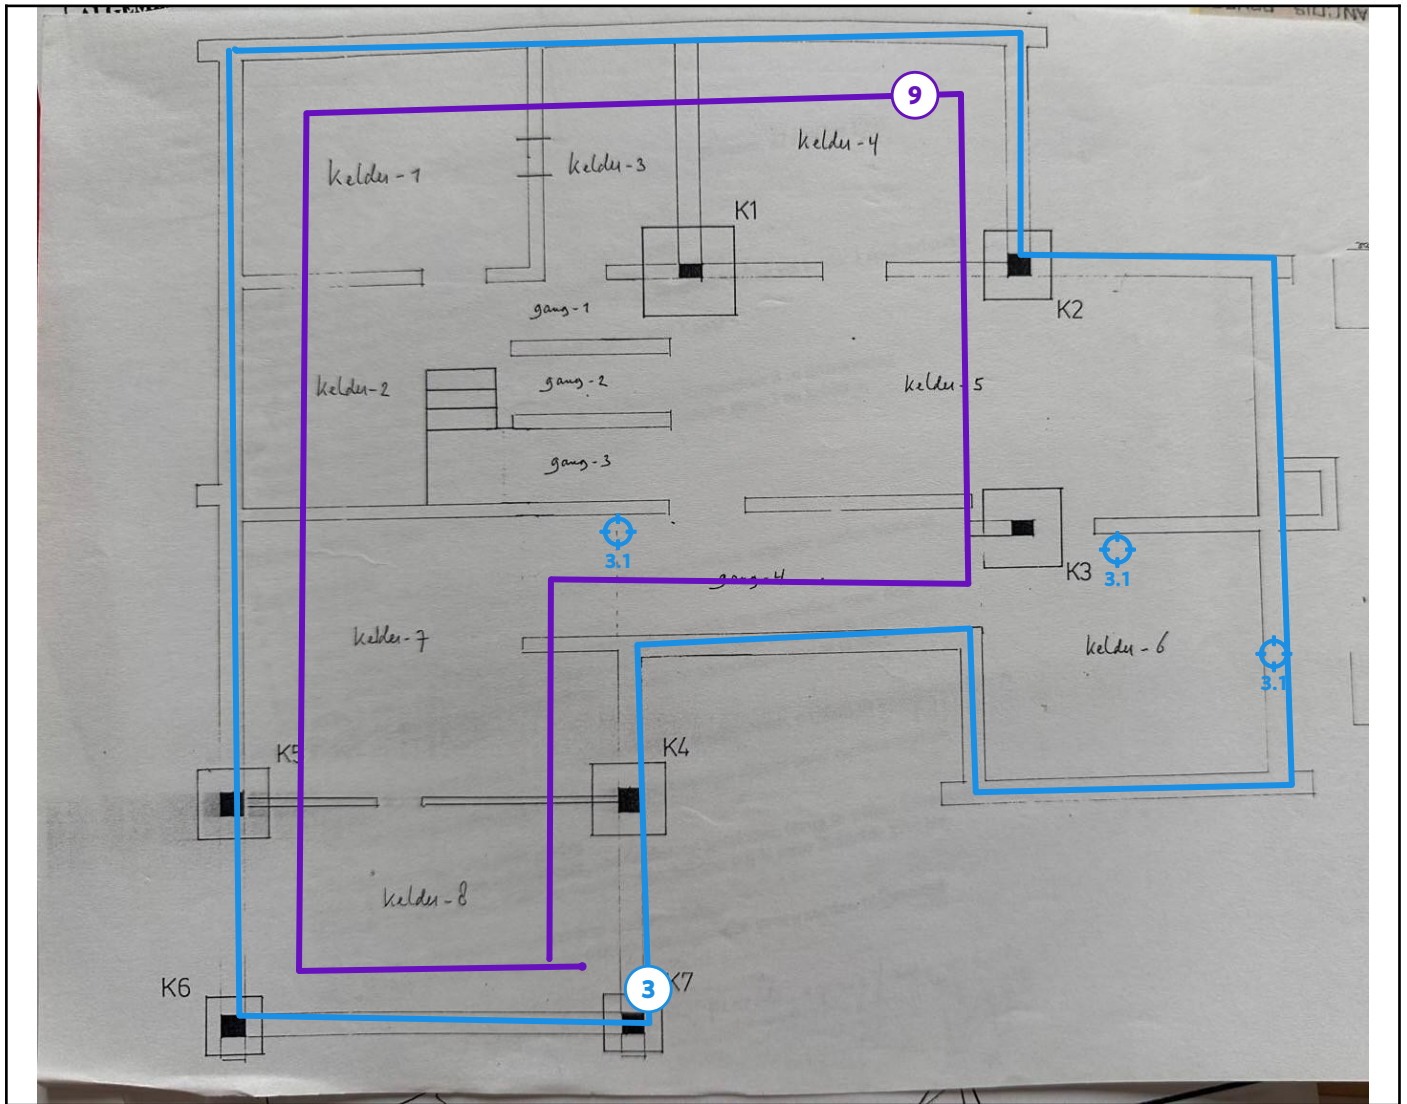 9
kelder-4
kelder-1
kelder-3
K1
gang-1
K2
kelder-2
gang-2
kelder-5
gang-3
3.1
3.1
K3
gang-4
kelder-7
kelder-6
3.1
K5
K4
kelder-8
K6
3
K7